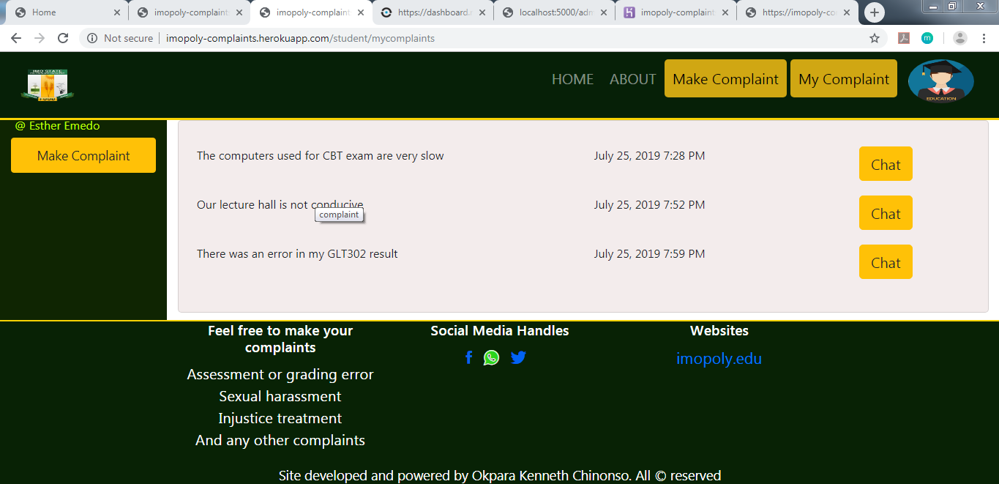 Home
imopoly-complaint
imopoly-complaint
https://dashboard.
localhost:5000/adm
imopoly-complaint
https://imopoly-co
Not secure imopoly-complaints.herokuapp.com/student/mycomplaints
m
IMO STATE
FOOD
HOME ABOUT Make Complaint My Complaint
EDUCATION
@ Esther Emedo
Make Complaint
The computers used for CBT exam are very slow July 25, 2019 7:28 PM Chat
Our lecture hall is not conducive July 25, 2019 7:52 PM Chat
complaint
There was an error in my GLT302 result July 25, 2019 7:59 PM Chat
Feel free to make your
complaints
Assessment or grading error
Sexual harassment
Injustice treatment
And any other complaints
Social Media Handles
Websites
imopoly.edu
Site developed and powered by Okpara Kenneth Chinonso. All © reserved